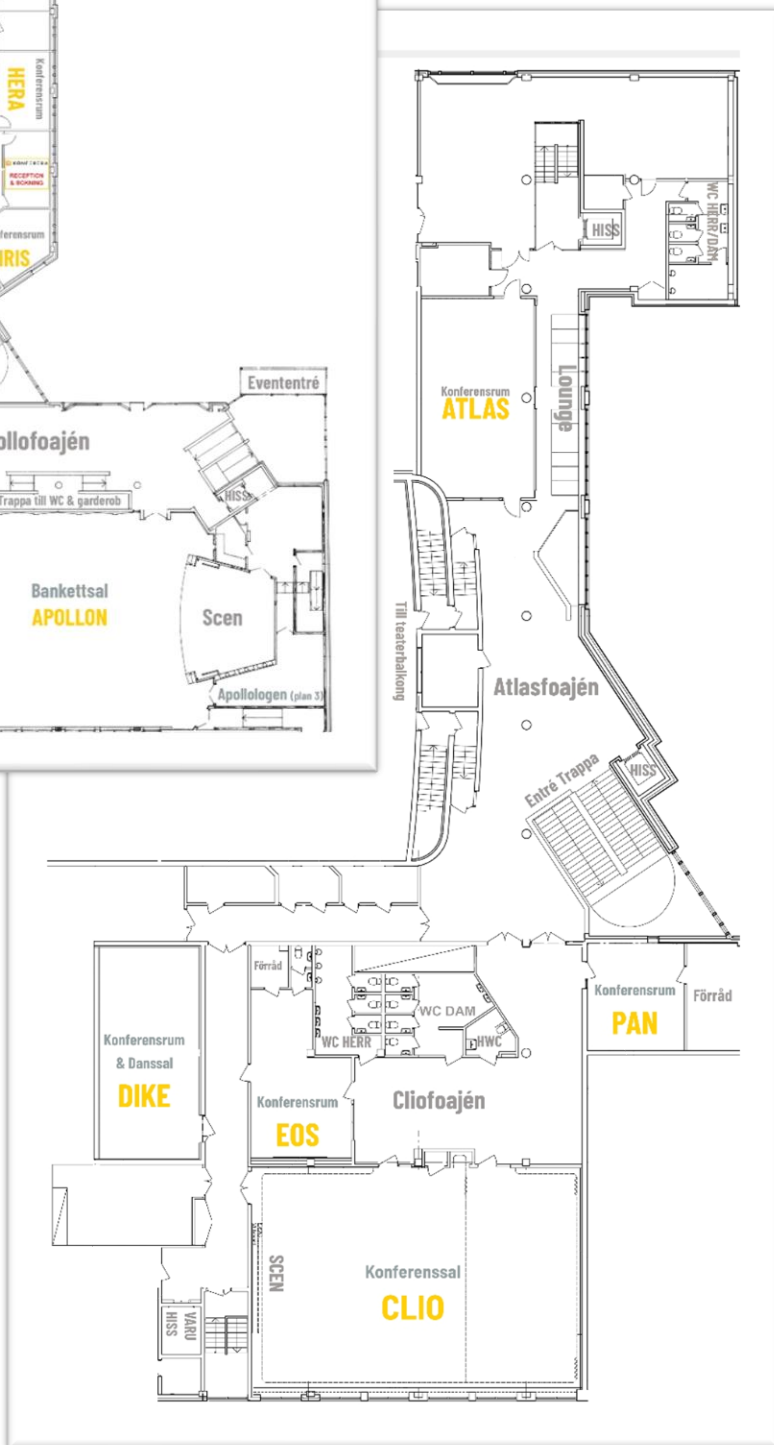 Konferensrum
HERA
RECEPTION
& BOKNING
ferensrum
IRIS
Evententré
ollofoajén
HISS
Trappa till WC & garderob
Bankettsal
APOLLON
Scen
Apollologen (plan 3)
WC HERR/DAM
HISS
Konferensrum
ATLAS
Lounge
Till teaterbalkong
Atlasfoajén
Entré Trappa
HISS
Förråd
Konferensrum
PAN
Förråd
WC DAM
WC HERR
HWC
Konferensrum
& Danssal
DIKE
Konferensrum
EOS
Cliofoajén
SCEN
Konferenssal
CLIO
VARU
HISS